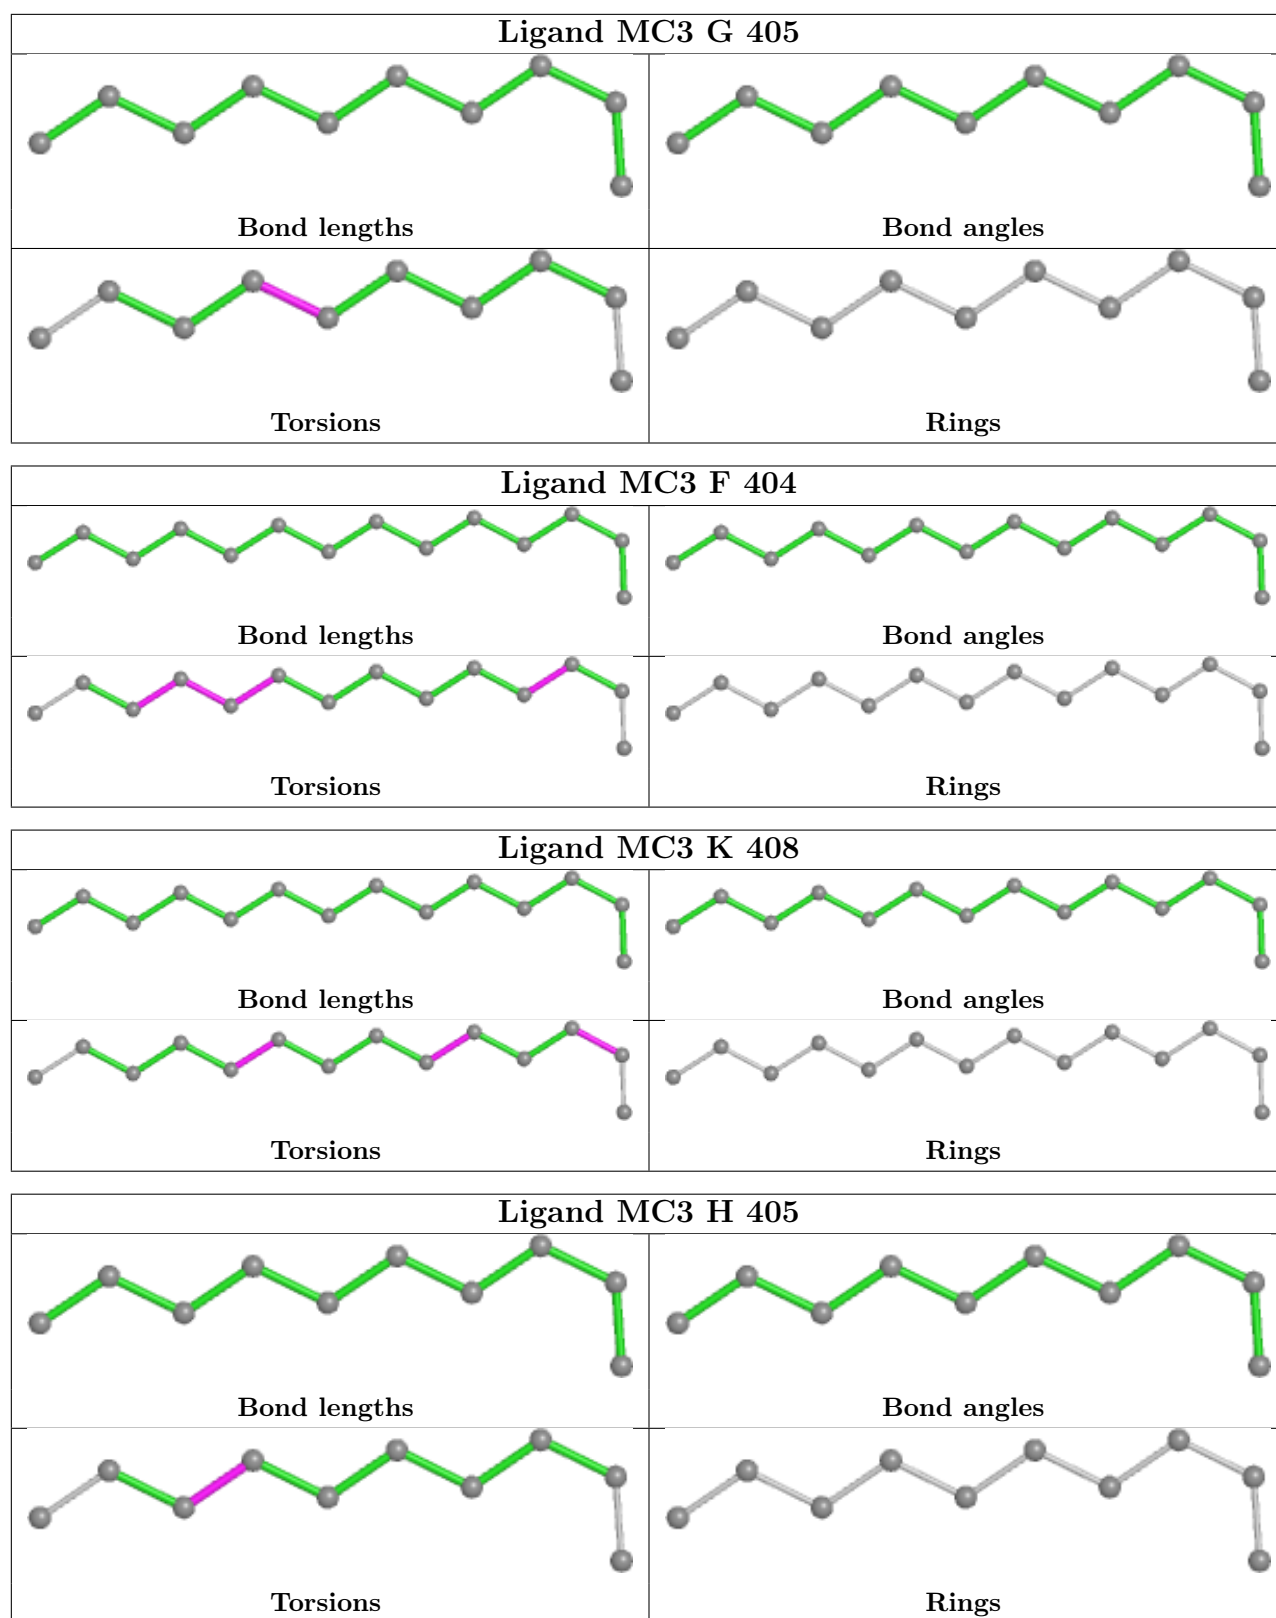 Ligand MC3 G 405
Bond lengths Bond angles
Torsions Rings
Ligand MC3 F 404
Bond lengths Bond angles
Torsions Rings
Ligand MC3 K 408
Bond lengths Bond angles
Torsions Rings
Ligand MC3 H 405
Bond lengths Bond angles
Torsions Rings